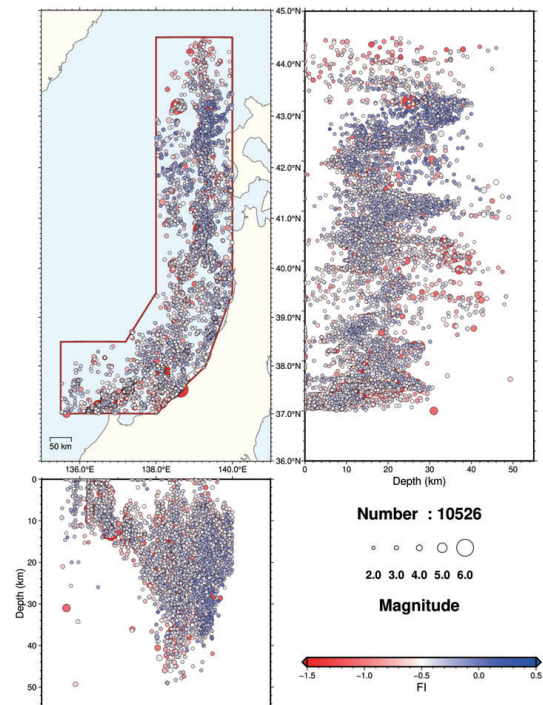 45.0°N
44.0°N
43.0°N
42.0°N
41.0°N
40.0°N
39.0°N
38.0°N
37.0°N
36.0°N
50 km
136.0°E 138.0°E 140.0°E
0 10 20 30 40 50
Depth (km)
0
10
20
30
40
50
Depth (km)
Number : 10526
2.0 3.0 4.0 5.0 6.0
Magnitude
−1.5 −1.0 −0.5 0.0 0.5
FI